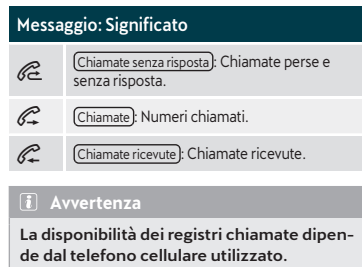 Messaggio: Significato
Chiamate senza risposta: Chiamate perse e
senza risposta.
Chiamate: Numeri chiamati.
Chiamate ricevute: Chiamate ricevute.
i Avvertenza
La disponibilità dei registri chiamate dipen-
de dal telefono cellulare utilizzato.